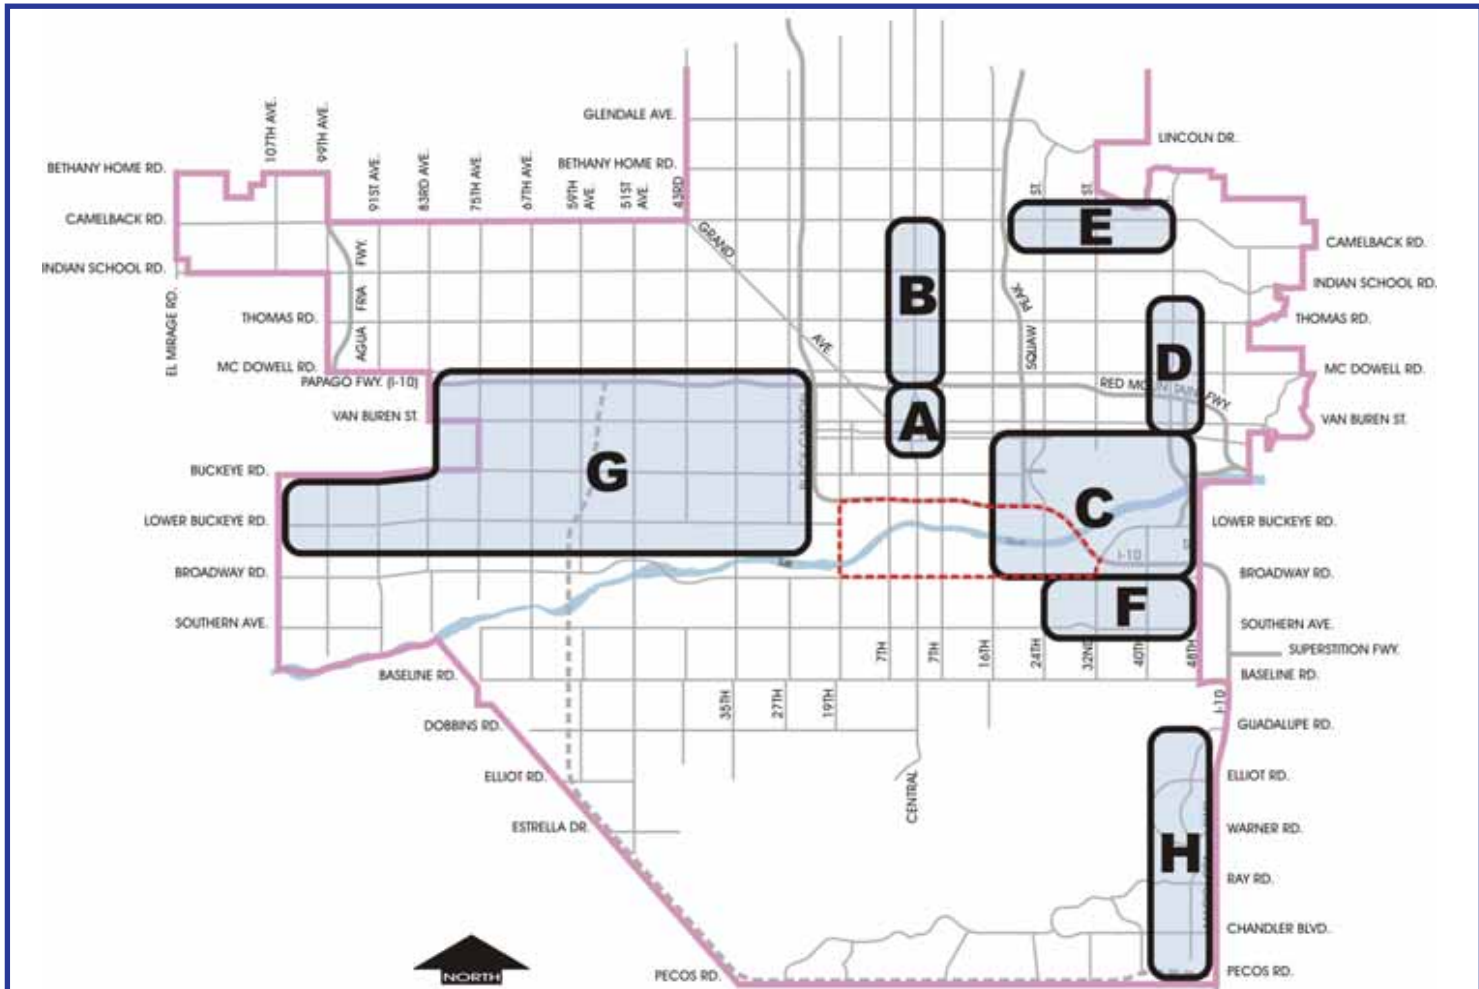 GLENDALE AVE.
LINCOLN DR.
107TH AVE.
99TH AVE.
BETHANY HOME RD.
91ST AVE.
83RD AVE.
75TH AVE.
67TH AVE.
59TH
AVE
51ST
AVE.
43RD
BETHANY HOME RD.
ST.
ST.
CAMELBACK RD.
GRAND
AVE.
E
CAMELBACK RD.
INDIAN SCHOOL RD.
AGUA FRIA FWY.
B
SQUAW PEAK
INDIAN SCHOOL RD.
EL MIRAGE RD.
THOMAS RD.
THOMAS RD.
D
MC DOWELL RD.
MC DOWELL RD.
PAPAGO FWY. (I-10)
RED MOUNTAIN FWY.
VAN BUREN ST.
A
VAN BUREN ST.
BUCKEYE RD.
G
BLACK CANYON
C
LOWER BUCKEYE RD.
LOWER BUCKEYE RD.
I-10
BROADWAY RD.
BROADWAY RD.
F
SOUTHERN AVE.
SOUTHERN AVE.
7TH
7TH
16TH
24TH
32ND
40TH
48TH
SUPERSTITION FWY.
BASELINE RD.
BASELINE RD.
35TH
27TH
19TH
I-10
DOBBINS RD.
GUADALUPE RD.
CENTRAL
ELLIOT RD.
ELLIOT RD.
ESTRELLA DR.
WARNER RD.
H
RAY RD.
CHANDLER BLVD.
NORTH
PECOS RD.
PECOS RD.